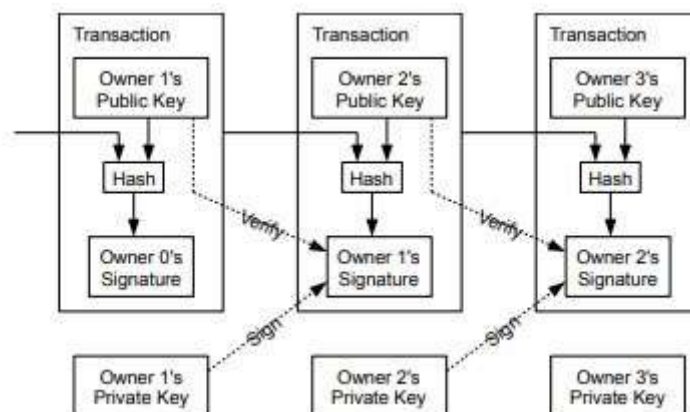 Transaction
Transaction
Transaction
Owner 1's
Public Key
Owner 2's
Public Key
Owner 3's
Public Key
Hash
Hash
Hash
Verify
Verify
Owner 0's
Signature
Owner 1's
Signature
Owner 2's
Signature
Sign
Sign
Owner 1's
Private Key
Owner 2's
Private Key
Owner 3's
Private Key